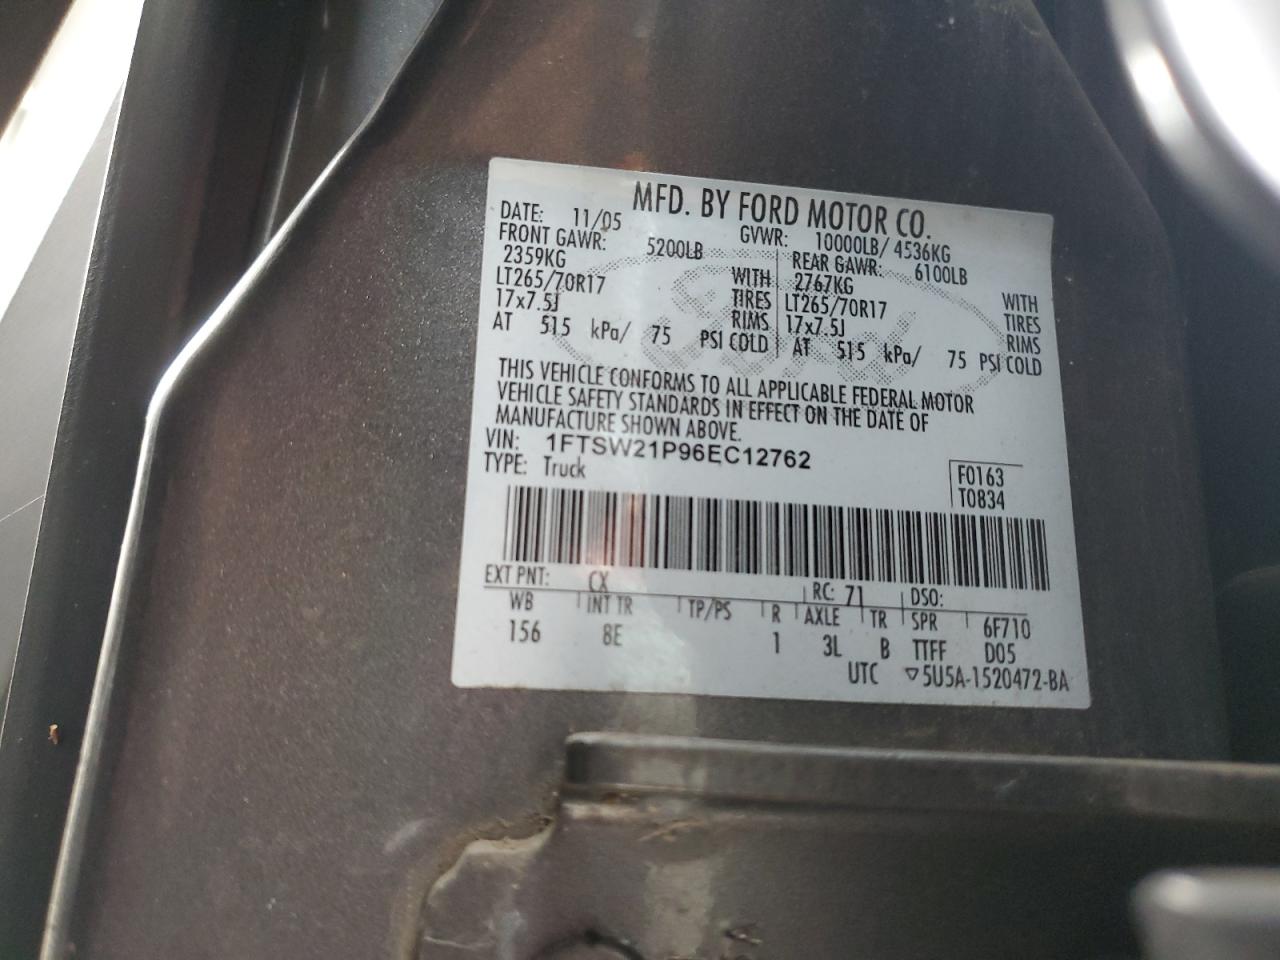 MFD. BY FORD MOTOR CO.
DATE: 11/05 GVWR: 10000LB/ 4536KG
FRONT GAWR: 5200LB REAR GAWR: 6100LB
2359KG WITH 2767KG WITH
LT265/70R17 TIRES LT265/70R17 TIRES
17x7.5J RIMS 17x7.5J RIMS
AT 515 kPa/ 75 PSI COLD AT 515 kPa/ 75 PSI COLD
THIS VEHICLE CONFORMS TO ALL APPLICABLE FEDERAL MOTOR
VEHICLE SAFETY STANDARDS IN EFFECT ON THE DATE OF
MANUFACTURE SHOWN ABOVE.
VIN: 1FTSW21P96EC12762
TYPE: Truck F0163
T0834
EXT PNT: CX RC: 71 DSO:
WB INT TR TP/PS R AXLE TR SPR 6F710
156 8E 1 3L B TTFF D05
UTC ▽5U5A-1520472-BA